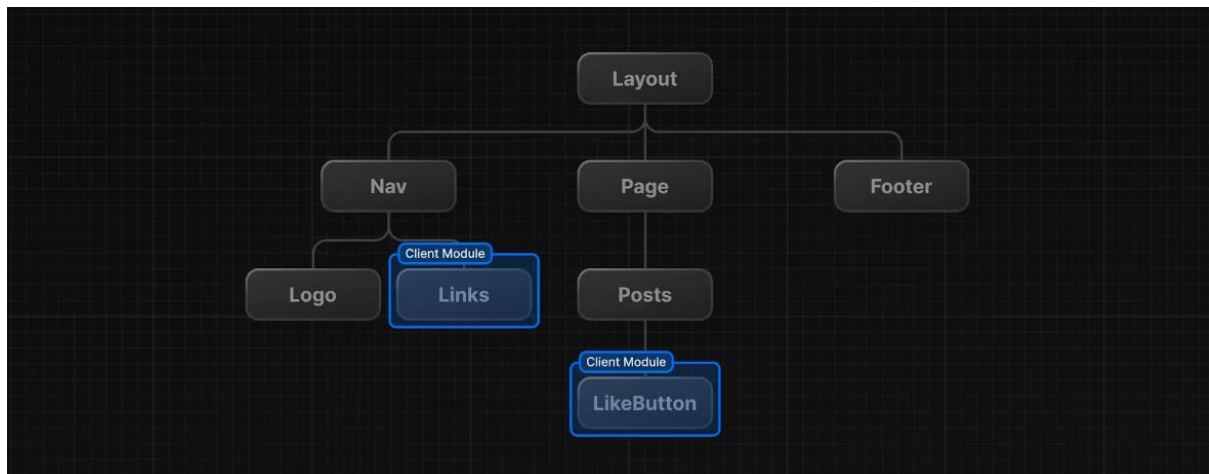 Layout
Nav
Page
Footer
Client Module
Logo
Links
Posts
Client Module
LikeButton